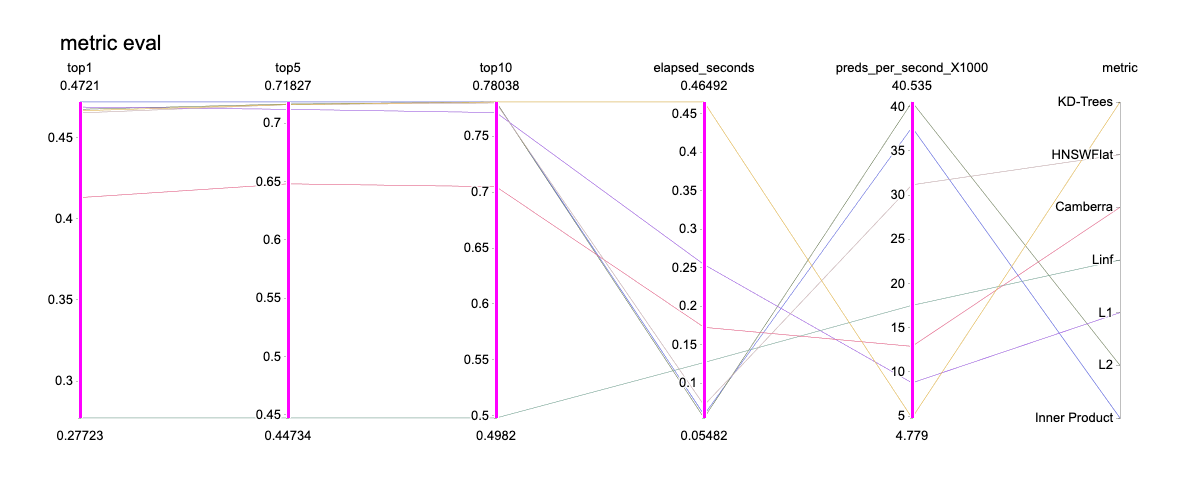 metric eval
top1 top5 top10 elapsed_seconds preds_per_second_X1000 metric
0.4721 0.71827 0.78038 0.46492 40.535
0.45
0.4
0.35
0.3
0.7
0.65
0.6
0.55
0.5
0.45
0.75
0.7
0.65
0.6
0.55
0.5
0.45
0.4
0.35
0.3
0.25
0.2
0.15
0.1
40
35
30
25
20
15
10
5
KD-Trees
HNSWFlat
Camberra
Linf
L1
L2
Inner Product
0.27723 0.44734 0.4982 0.05482 4.779